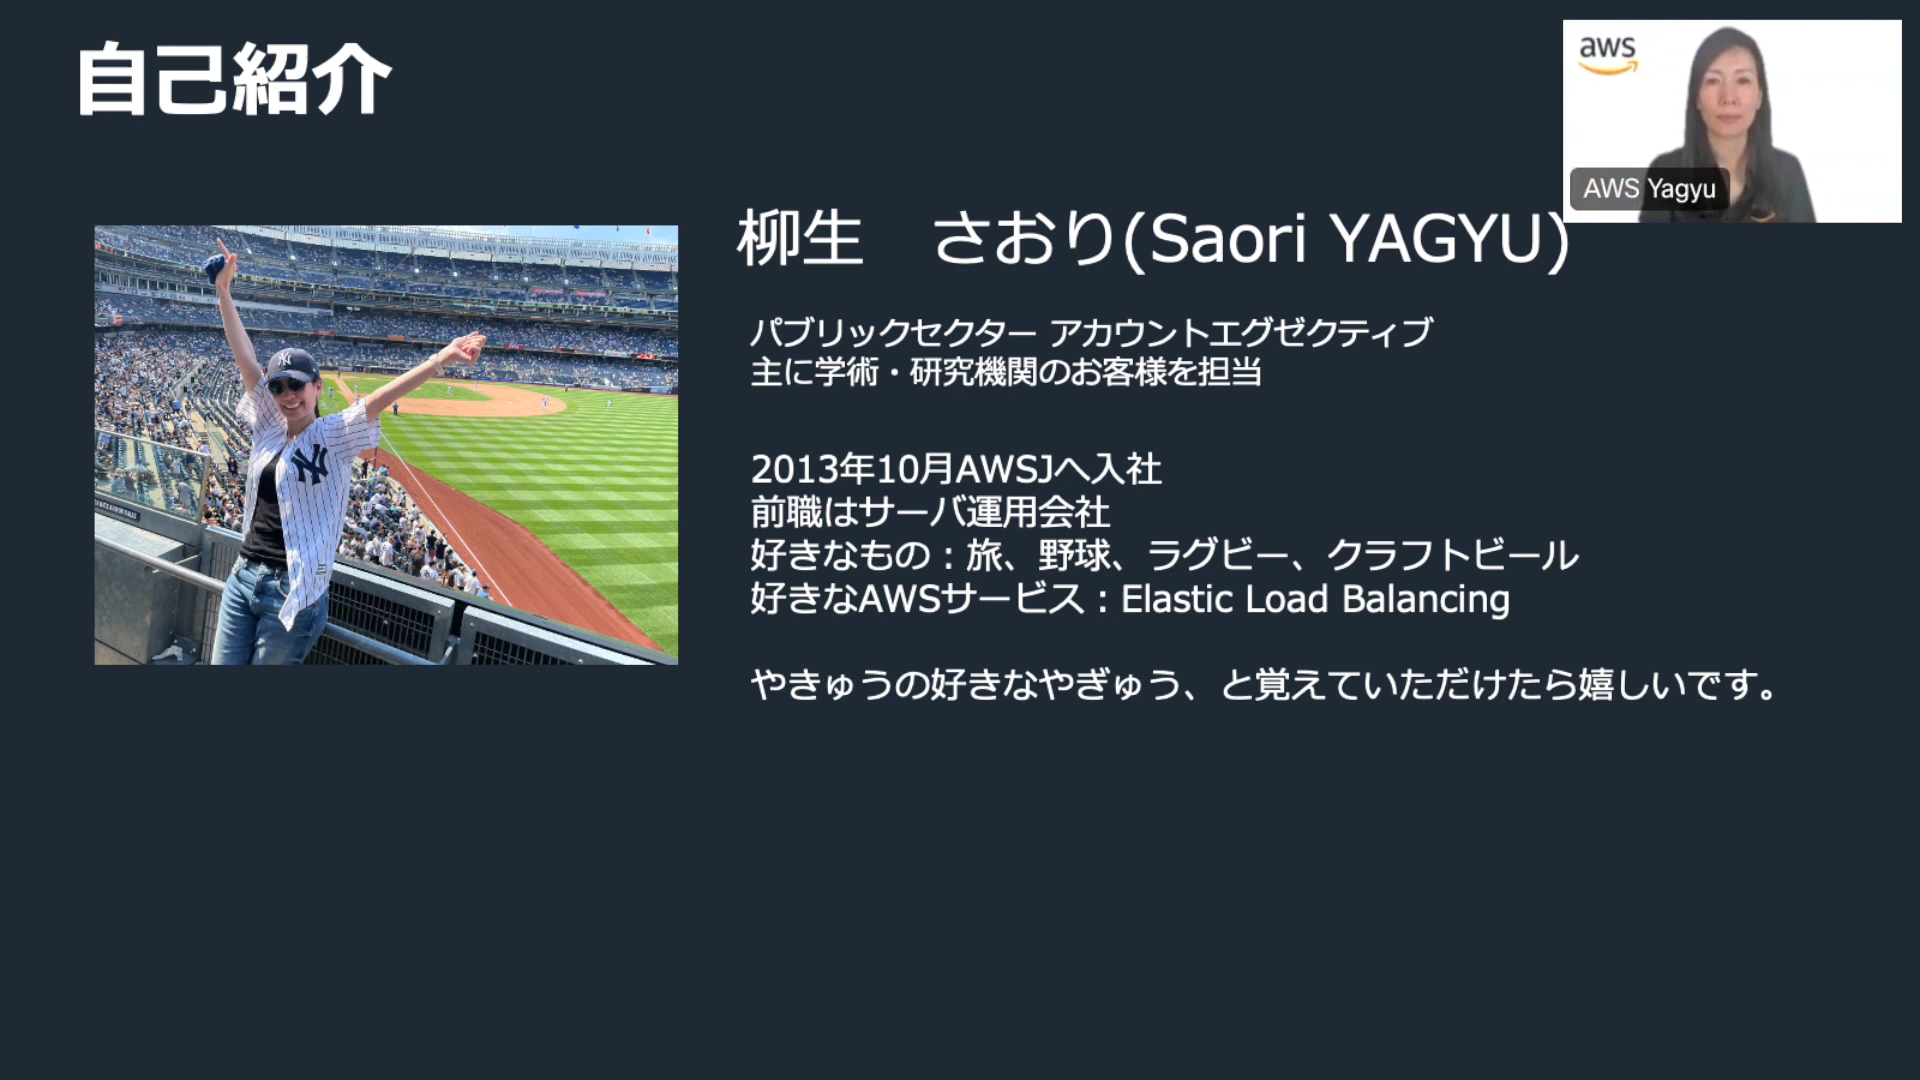 自己紹介
aws
AWS Yagyu
柳生　さおり(Saori YAGYU)
パブリックセクター アカウントエグゼクティブ
主に学術・研究機関のお客様を担当
2013年10月AWSJへ入社
前職はサーバ運用会社
好きなもの：旅、野球、ラグビー、クラフトビール
好きなAWSサービス：Elastic Load Balancing
やきゅうの好きなやぎゅう、と覚えていただけたら嬉しいです。
NY
NY